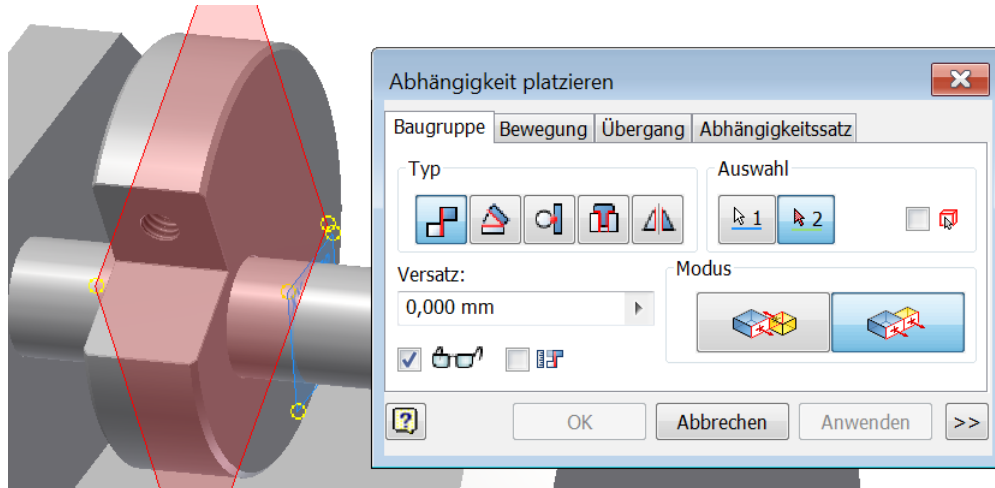 Abhängigkeit platzieren
Baugruppe Bewegung Übergang Abhängigkeitssatz
Typ
Auswahl
1 2
Versatz:
Modus
0,000 mm
OK Abbrechen Anwenden >>